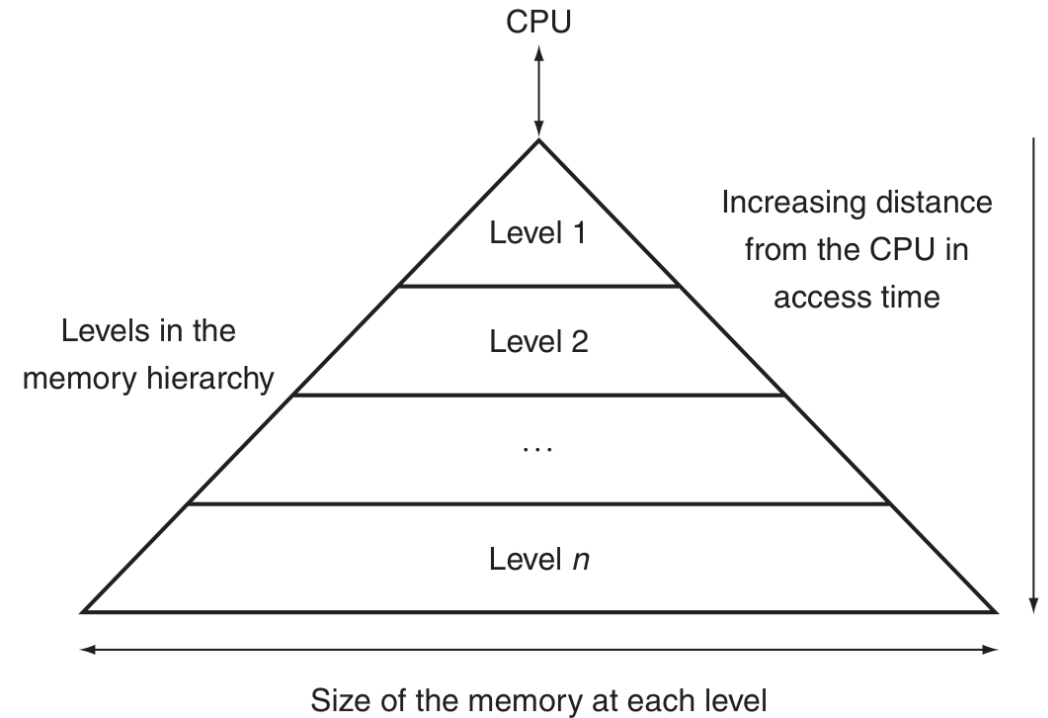 CPU
Level 1
Increasing distance
from the CPU in
access time
Levels in the
memory hierarchy
Level 2
...
Level n
Size of the memory at each level